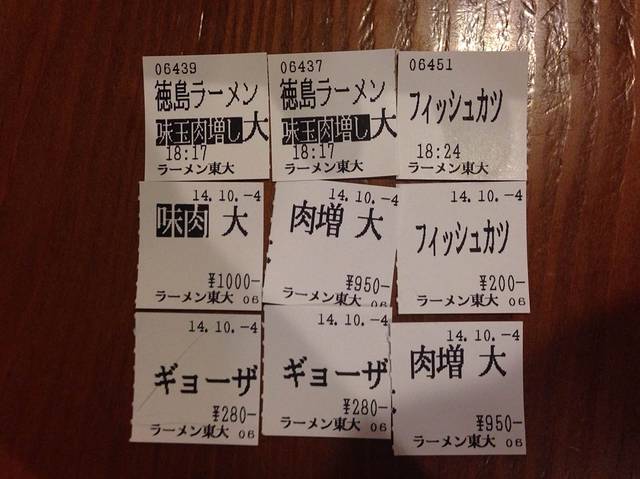 06439
徳島ラーメン
味玉肉増し大
18:17
ラーメン東大
06437
徳島ラーメン
味玉肉増し大
18:17
ラーメン東大
06451
フィッシュカツ
18:24
ラーメン東大
14.10.-4
味肉 大
¥1000-
ラーメン東大 06
14.10.-4
肉増 大
¥950-
ラーメン東大 06
14.10.-4
フィッシュカツ
¥200-
ラーメン東大 06
14.10.-4
ギョーザ
¥280-
ラーメン東大 06
14.10.-4
ギョーザ
¥280-
ラーメン東大 06
14.10.-4
肉増 大
¥950-
ラーメン東大 06